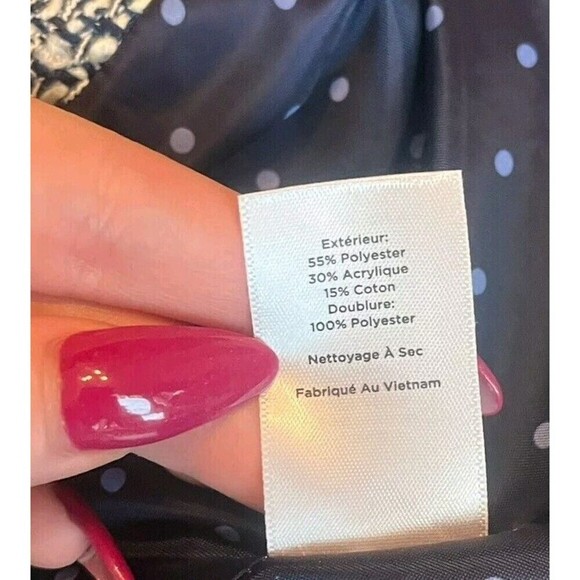 Extérieur:
55% Polyester
30% Acrylique
15% Coton
Doublure:
100% Polyester
Nettoyage À Sec
Fabriqué Au Vietnam